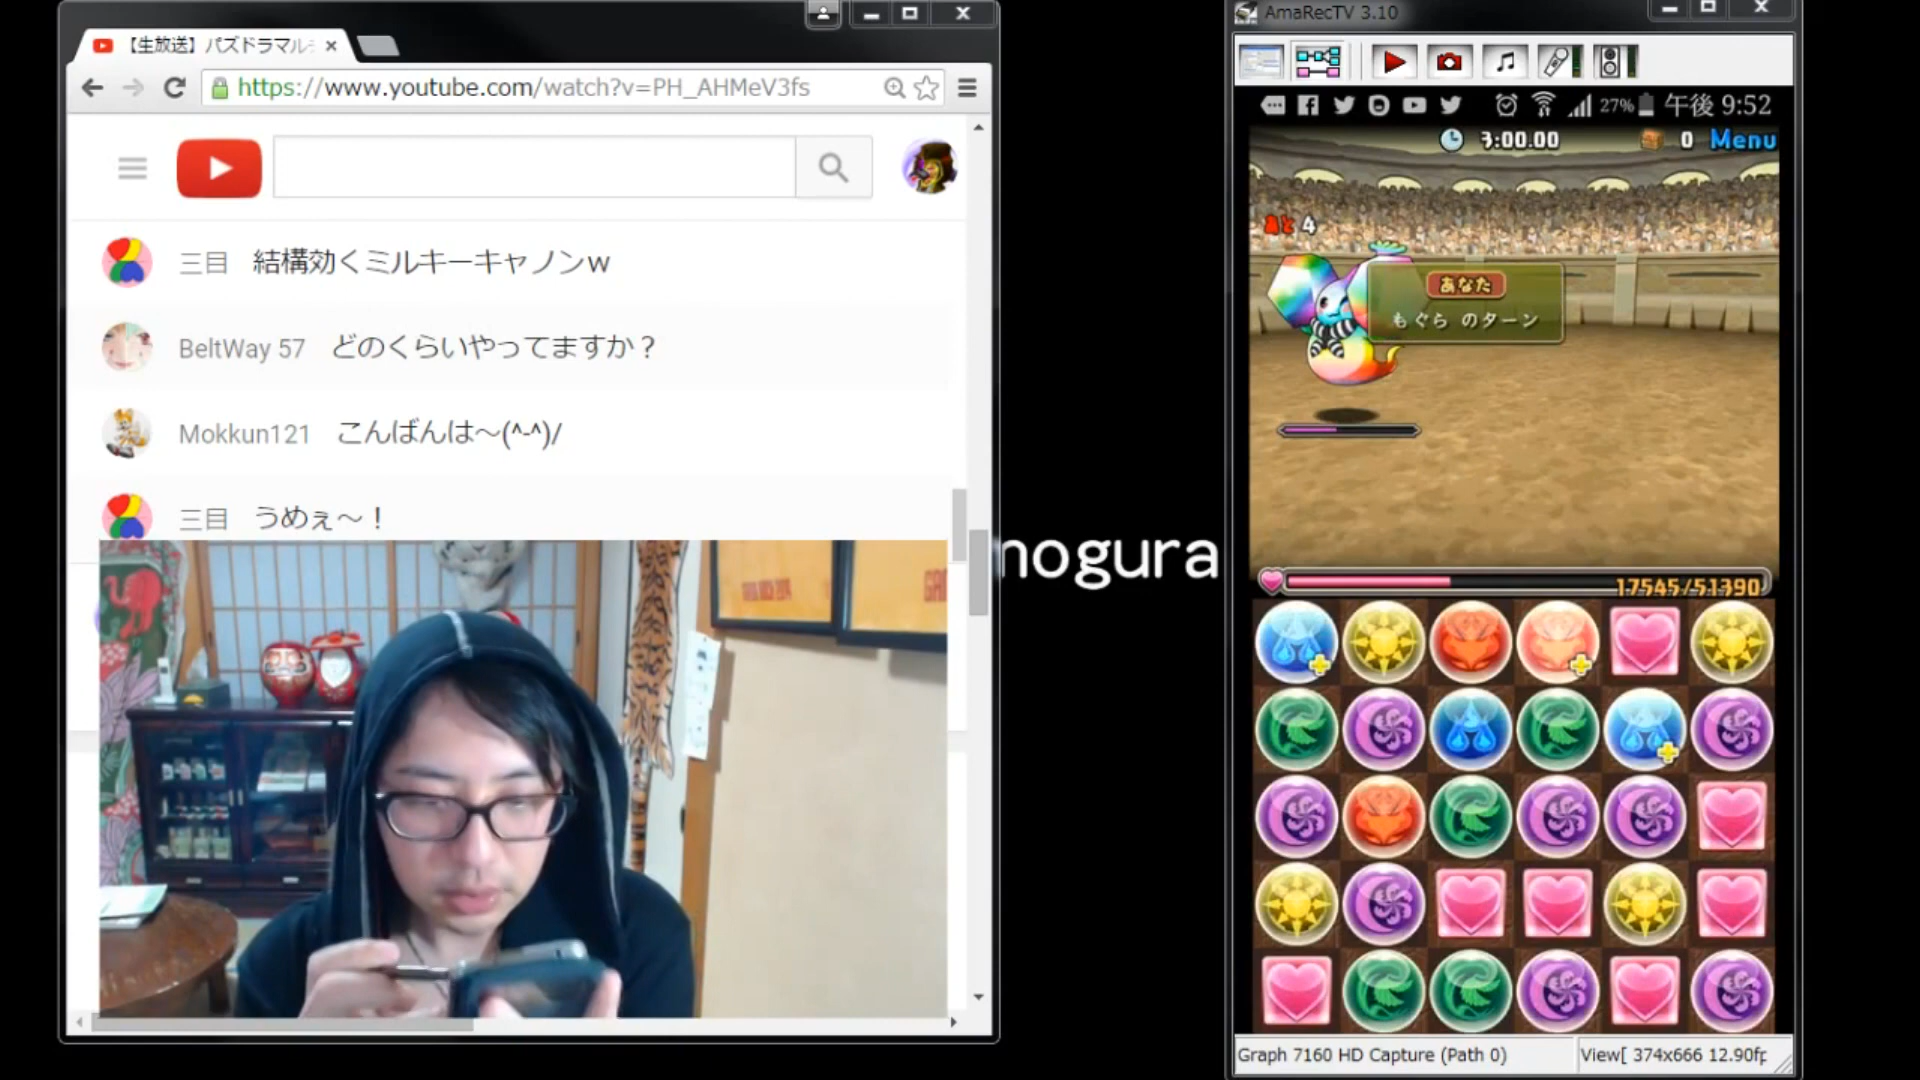 【生放送】パズドラマル
https://www.youtube.com/watch?v=PH_AHMeV3fs
三目 結構効くミルキーキャノンw
BeltWay 57 どのくらいやってますか？
Mokkun121 こんばんは〜(^-^)/
三目 うめぇ〜！
nogura
AmaRecTV 3.10
27% 午後 9:52
3:00.00 0 Menu
あと 4
あなた
もぐら のターン
17545/51390
Graph 7160 HD Capture (Path 0)
View[ 374x666 12.90fp